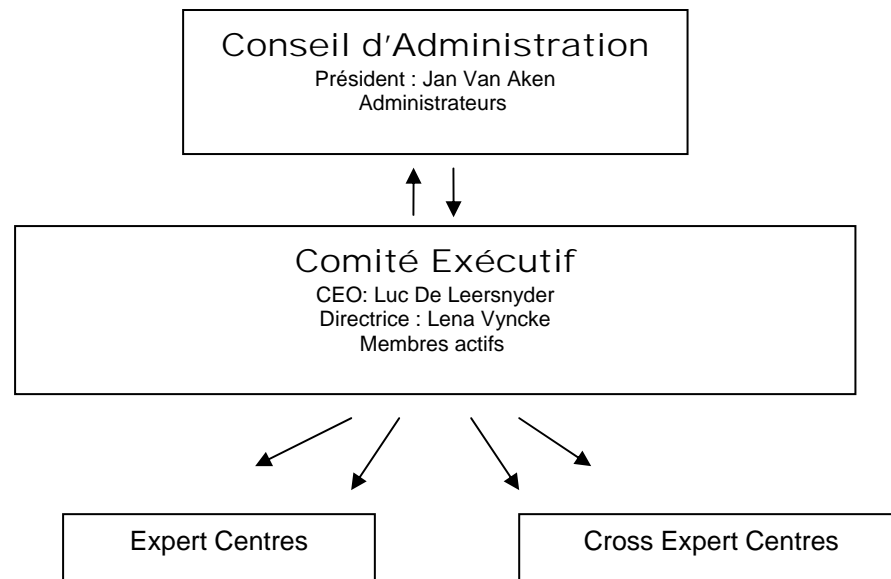 Conseil d'Administration
Président : Jan Van Aken
Administrateurs
Comité Exécutif
CEO: Luc De Leersnyder
Directrice : Lena Vyncke
Membres actifs
Expert Centres
Cross Expert Centres